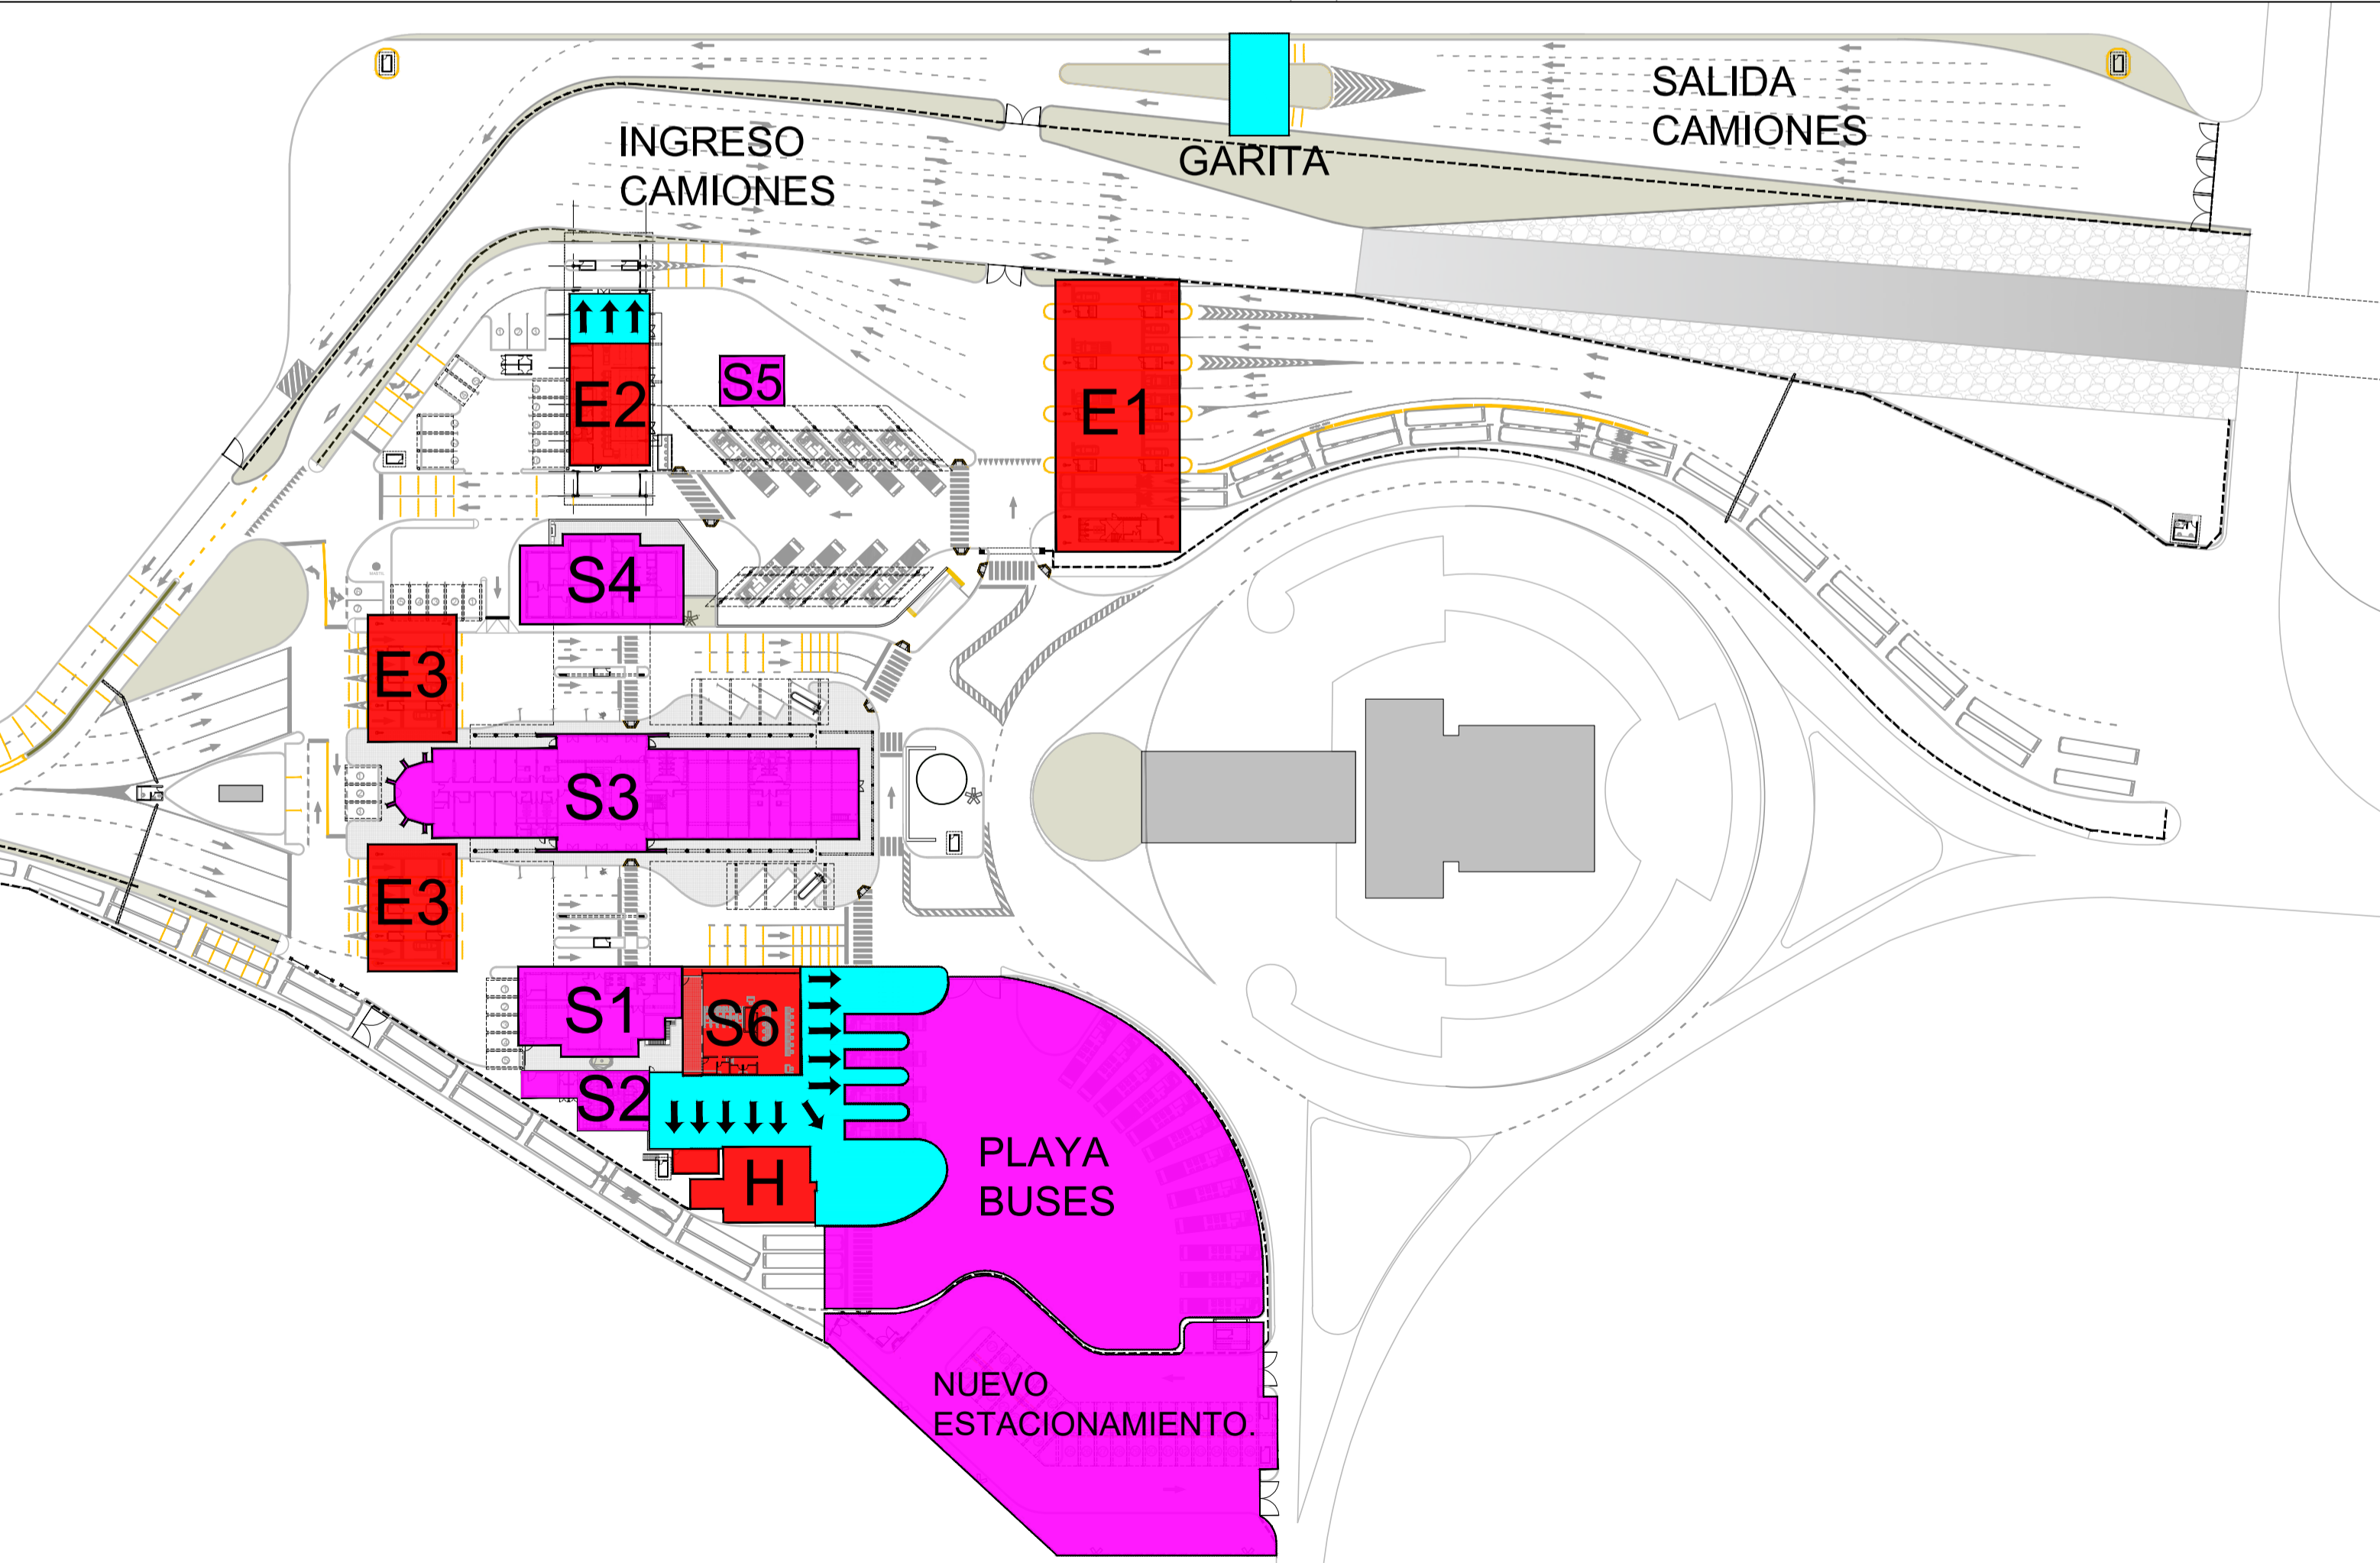 SALIDA
CAMIONES
INGRESO
CAMIONES
GARITA
E2
S5
E1
S4
E3
S3
E3
S1
S6
S2
H
PLAYA
BUSES
NUEVO
ESTACIONAMIENTO.